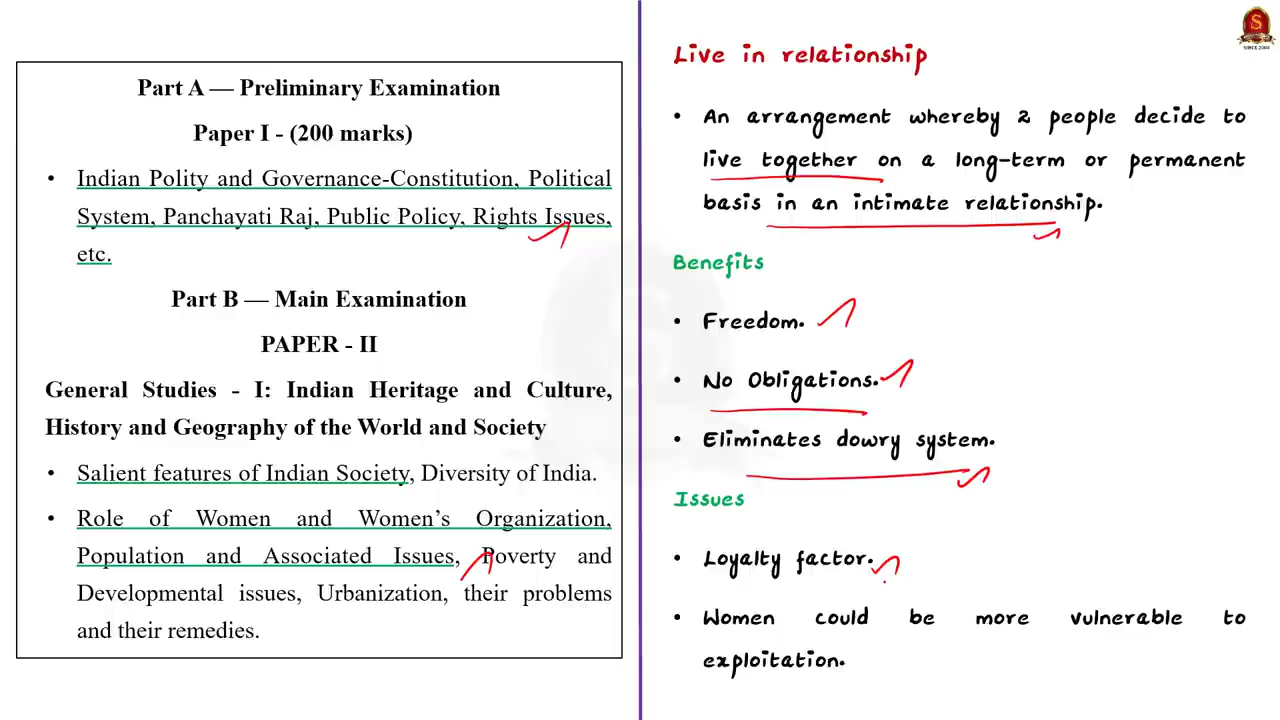 Part A — Preliminary Examination
Paper I - (200 marks)
• Indian Polity and Governance-Constitution, Political
System, Panchayati Raj, Public Policy, Rights Issues,
etc.
Part B — Main Examination
PAPER - II
General Studies - I: Indian Heritage and Culture,
History and Geography of the World and Society
• Salient features of Indian Society, Diversity of India.
• Role of Women and Women's Organization,
Population and Associated Issues, Poverty and
Developmental issues, Urbanization, their problems
and their remedies.
Live in relationship
• An arrangement whereby 2 people decide to
live together on a long-term or permanent
basis in an intimate relationship.
Benefits
• Freedom.
• No Obligations.
• Eliminates dowry system.
Issues
• Loyalty factor.
• Women could be more vulnerable to
exploitation.
S
SINCE 2004